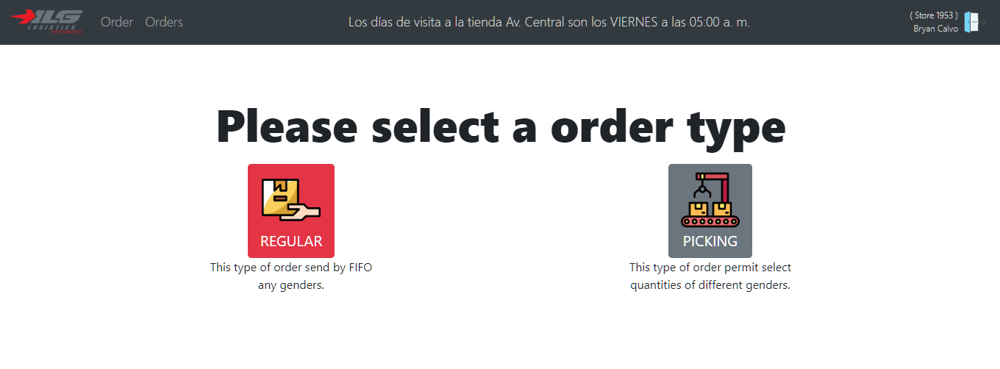 ILG
LOGISTICS
Order Orders
Los días de visita a la tienda Av. Central son los VIERNES a las 05:00 a. m.
( Store 1953 )
Bryan Calvo
Please select a order type
REGULAR
This type of order send by FIFO
any genders.
PICKING
This type of order permit select
quantities of different genders.